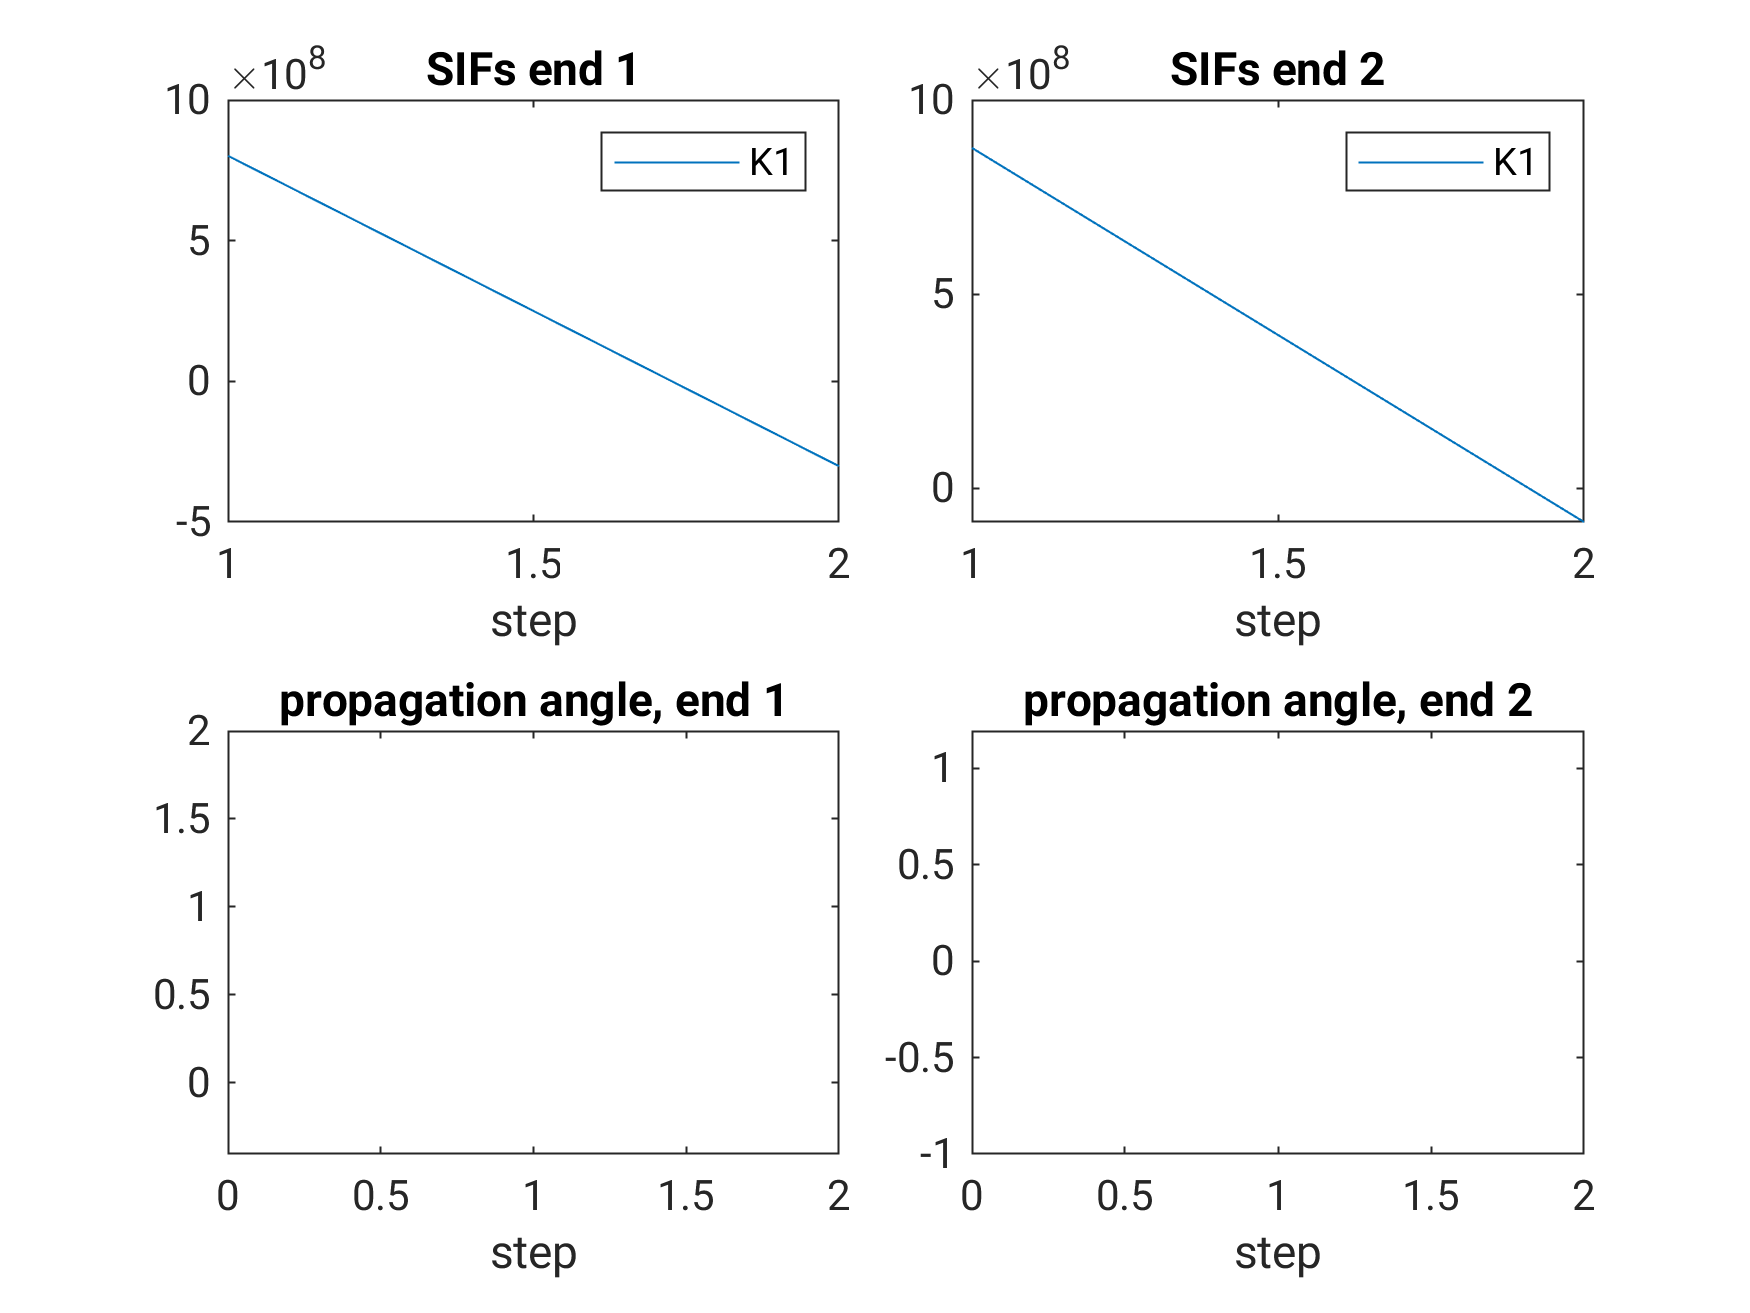 SIFs end 1
×10^8
10
5
0
-5
1 1.5 2
step
K1
SIFs end 2
×10^8
10
5
0
1 1.5 2
step
K1
propagation angle, end 1
2
1.5
1
0.5
0
0 0.5 1 1.5 2
step
propagation angle, end 2
1
0.5
0
-0.5
-1
0 0.5 1 1.5 2
step